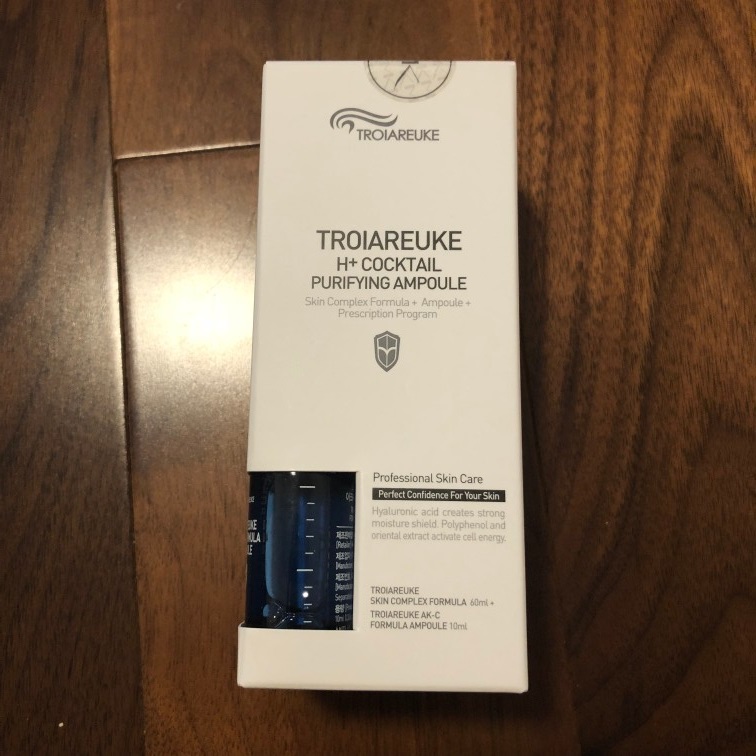 TROIAREUKE
TROIAREUKE
H+ COCKTAIL
PURIFYING AMPOULE
Skin Complex Formula + Ampoule +
Prescription Program
Professional Skin Care
Perfect Confidence For Your Skin
Hyaluronic acid creates strong
moisture shield. Polyphenol and
oriental extract activate cell energy.
TROIAREUKE
SKIN COMPLEX FORMULA 60ml +
TROIAREUKE AK-C
FORMULA AMPOULE 10ml